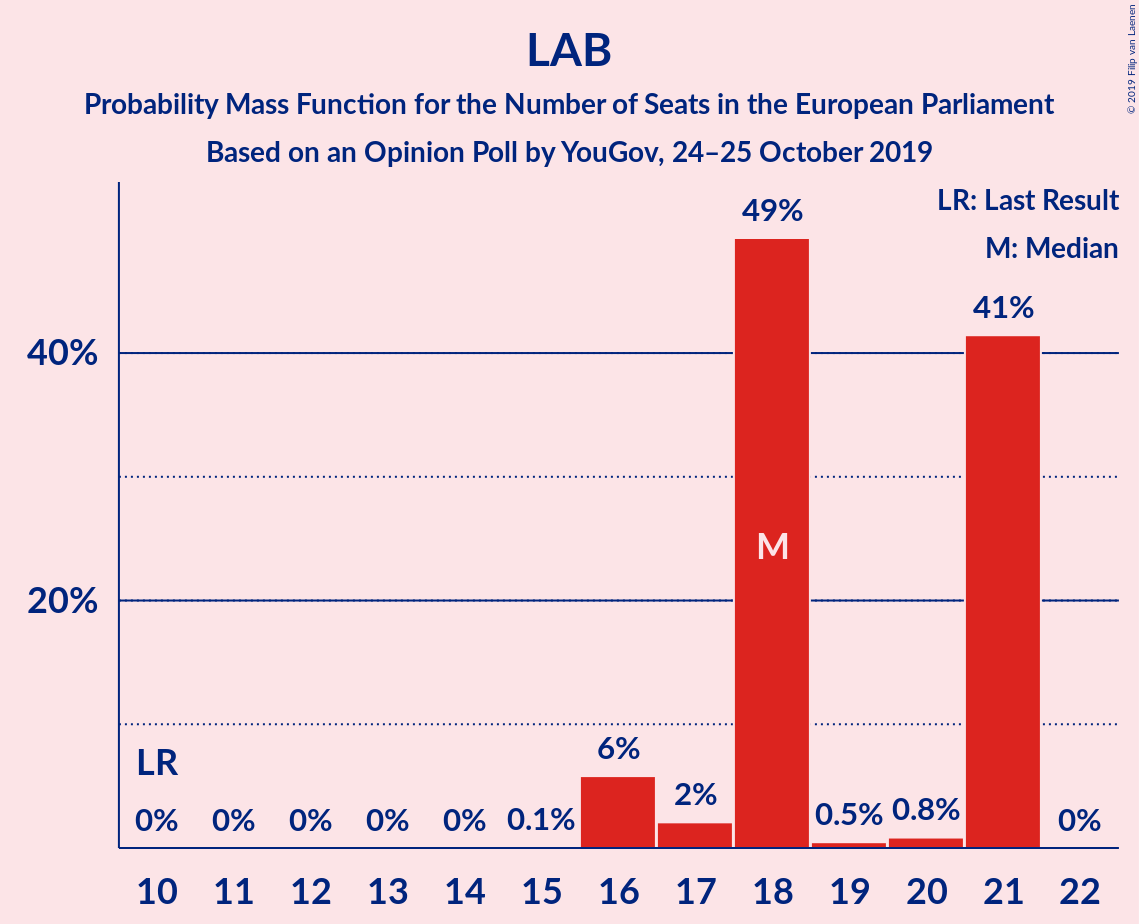 LAB
Probability Mass Function for the Number of Seats in the European Parliament
Based on an Opinion Poll by YouGov, 24–25 October 2019
© 2019 Filip van Laenen
LR: Last Result
M: Median
40%
20%
LR
M
0% 0% 0% 0% 0% 0.1% 6% 2% 49% 0.5% 0.8% 41% 0%
10 11 12 13 14 15 16 17 18 19 20 21 22